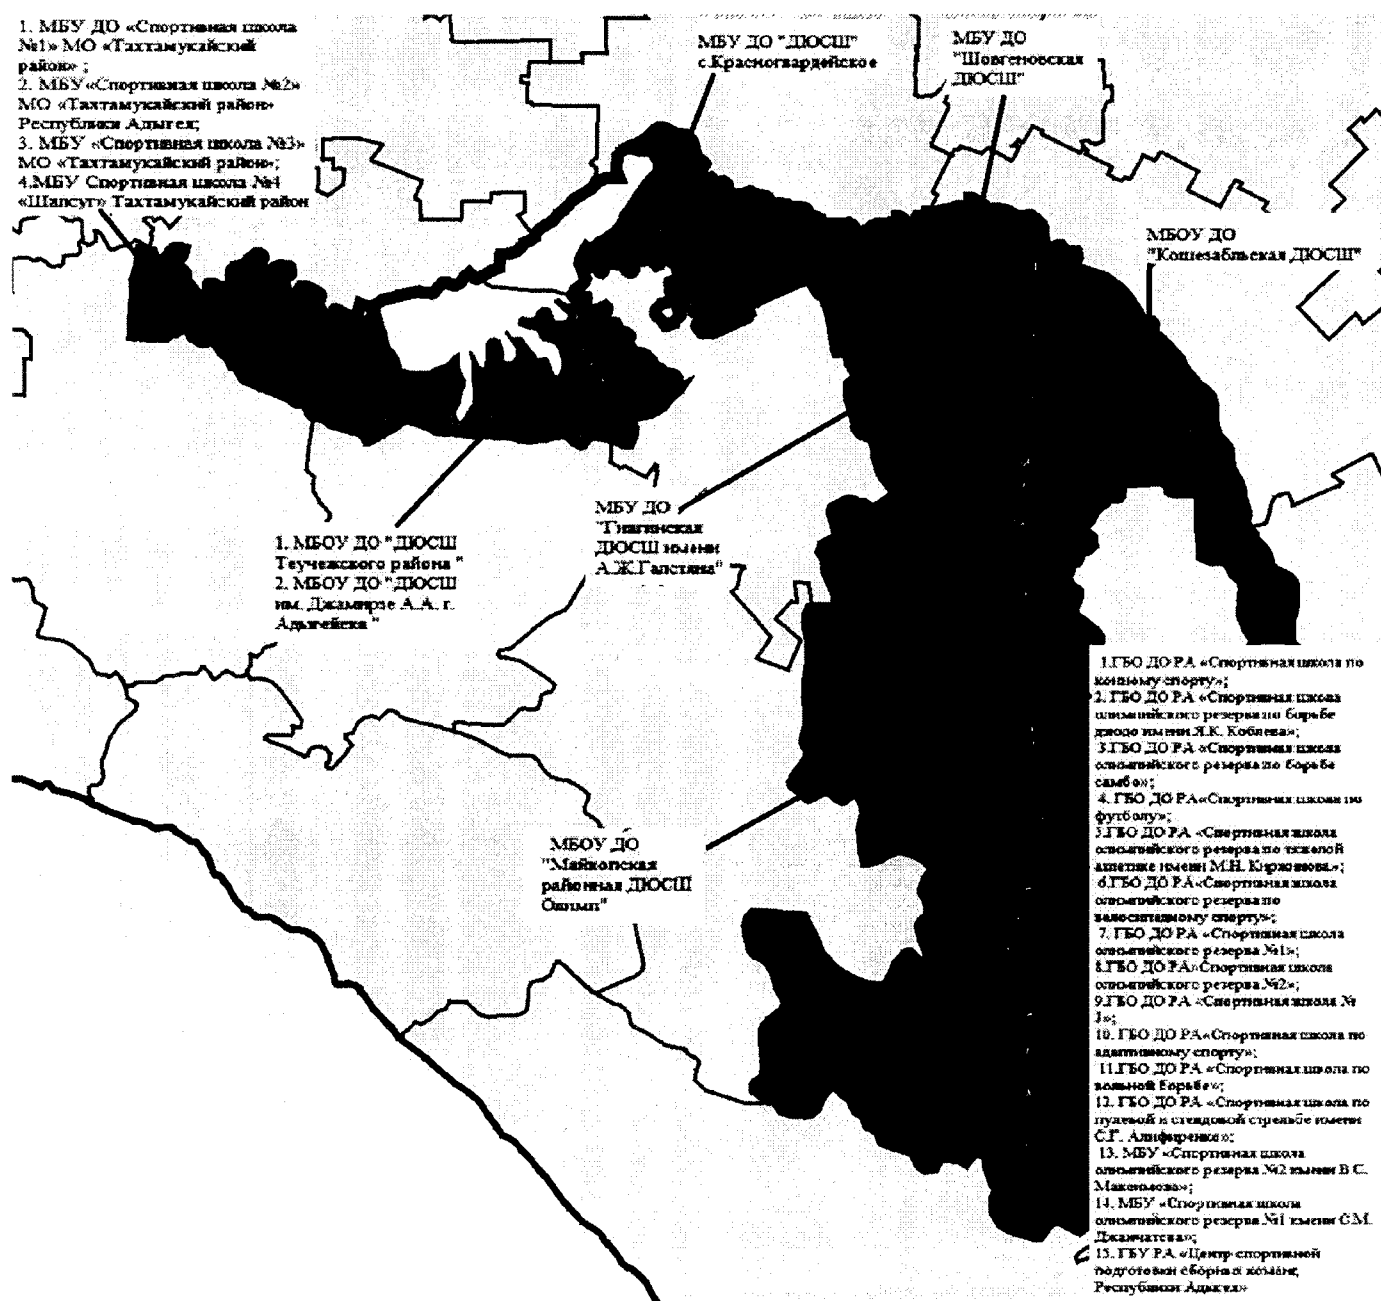 1. МБУ ДО «Спортивная школа
№1» МО «Тахтамукайский
район» ;
2. МБУ«Спортивная школа №2»
МО «Тахтамукайский район»
Республики Адыгея;
3. МБУ «Спортивная школа №3»
МО «Тахтамукайский район»;
4.МБУ Спортивная школа №4
«Шапсуг» Тахтамукайский район
МБУ ДО "ДЮСШ"
с.Красногвардейское
МБУ ДО
"Шовгеновская
ДЮСШ"
МБОУ ДО
"Кошехабльская ДЮСШ"
1. МБОУ ДО "ДЮСШ
Теучежского района "
2. МБОУ ДО "ДЮСШ
им. Джамирзе А.А. г.
Адыгейска "
МБУ ДО
"Гиагинская
ДЮСШ имени
А.Ж.Галстяна"
МБОУ ДО
"Майкопская
районная ДЮСШ
Олимп"
1.ГБО ДО РА «Спортивная школа по
конному спорту»;
2. ГБО ДО РА «Спортивная школа
олимпийского резерва по борьбе
дзюдо имени Я.К. Коблева»;
3.ГБО ДО РА «Спортивная школа
олимпийского резерва по борьбе
самбо»;
4. ГБО ДО РА«Спортивная школа по
футболу»;
5.ГБО ДО РА «Спортивная школа
олимпийского резерва по тяжелой
атлетике имени М.Н.
6.ГБО ДО РА«Спортивная школа
олимпийского резерва по
велосипедному спорту»;
7. ГБО ДО РА «Спортивная школа
олимпийского резерва №1»;
8.ГБО ДО РА«Спортивная школа
олимпийского резерва №2»;
9.ГБО ДО РА «Спортивная школа №
3»;
10. ГБО ДО РА«Спортивная школа по
адаптивному спорту»;
11.ГБО ДО РА «Спортивная школа по
вольной борьбе»;
12. ГБО ДО РА «Спортивная школа по
пулевой и стендовой стрельбе имени
С.Г. Алифиренко»;
13. МБУ «Спортивная школа
олимпийского резерва №2 имени В.С.
Максимова»;
14. МБУ «Спортивная школа
олимпийского резерва №1 имени С.М.
Джанчатова»;
15. ГБУ РА «Центр спортивной
подготовки сборных команд
Республики Адыгея»